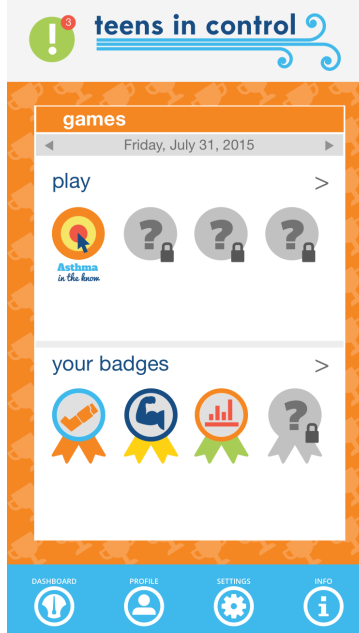 3
teens in control
games
Friday, July 31, 2015
play
>
? ? ?
Asthma
in the know
your badges
>
?
DASHBOARD PROFILE SETTINGS INFO
i